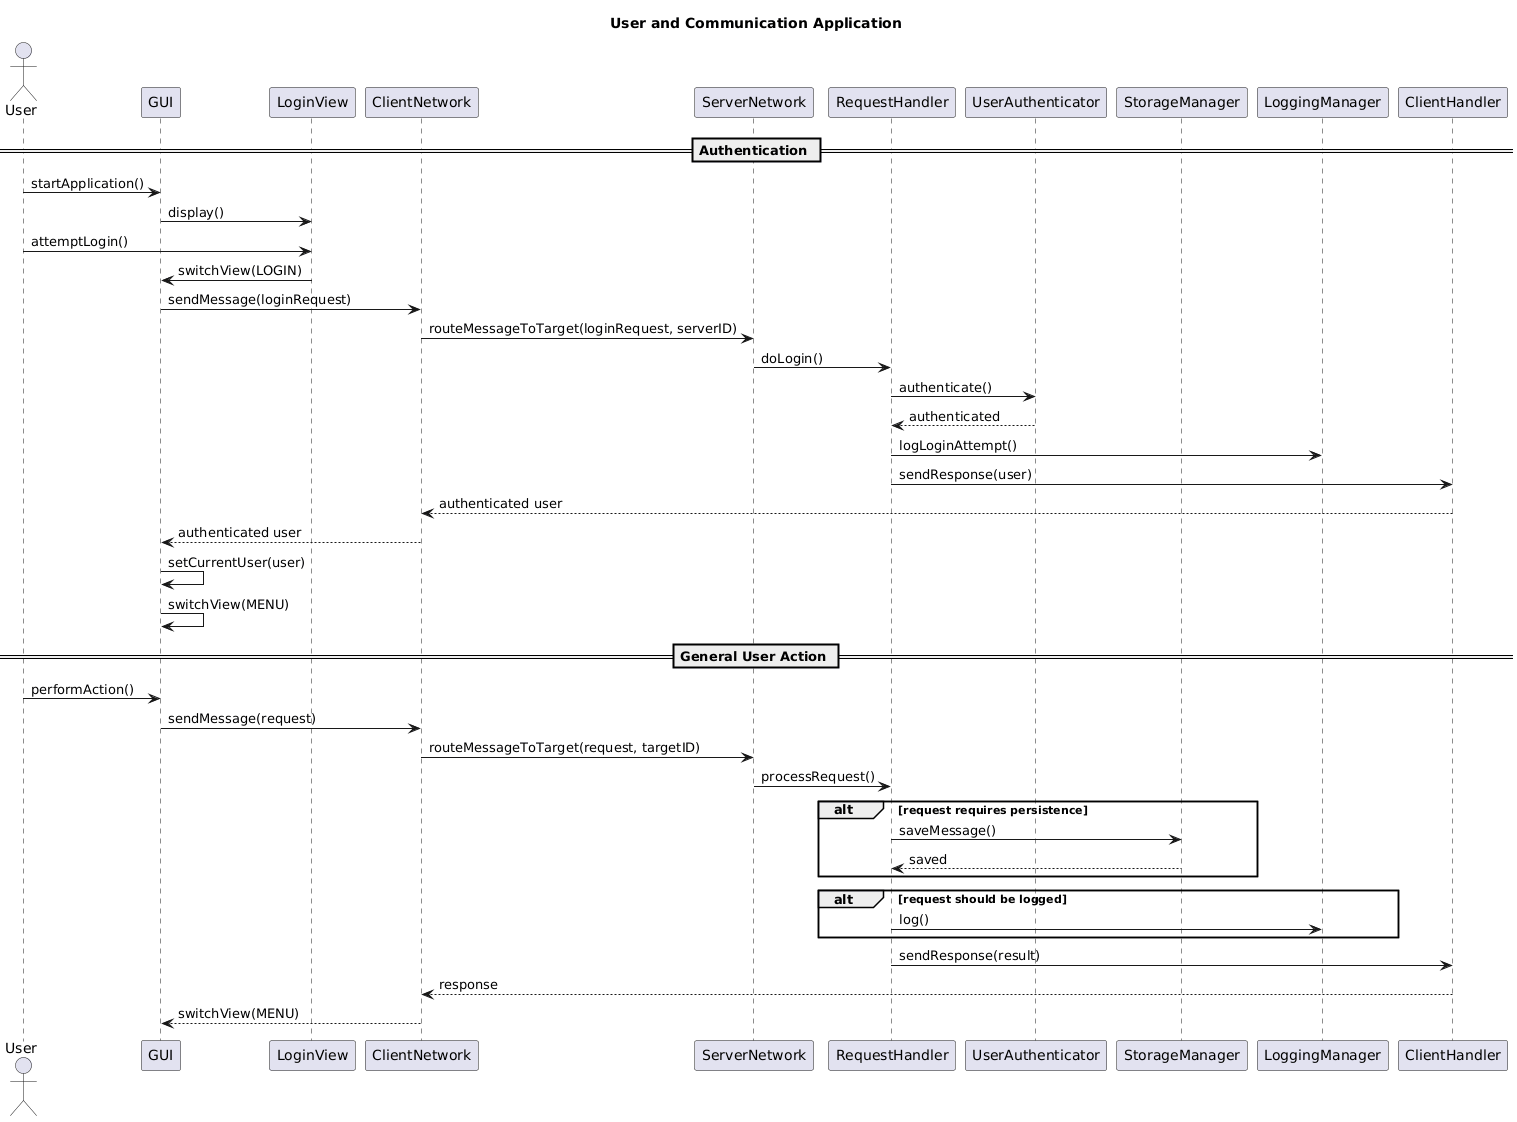 User and Communication Application
User
GUI
LoginView
ClientNetwork
ServerNetwork
RequestHandler
UserAuthenticator
StorageManager
LoggingManager
ClientHandler
Authentication
startApplication()
display()
attemptLogin()
switchView(LOGIN)
sendMessage(loginRequest)
routeMessageToTarget(loginRequest, serverID)
doLogin()
authenticate()
authenticated
logLoginAttempt()
sendResponse(user)
authenticated user
authenticated user
setCurrentUser(user)
switchView(MENU)
General User Action
performAction()
sendMessage(request)
routeMessageToTarget(request, targetID)
processRequest()
alt
[request requires persistence]
saveMessage()
saved
alt
[request should be logged]
log()
sendResponse(result)
response
switchView(MENU)
User
GUI
LoginView
ClientNetwork
ServerNetwork
RequestHandler
UserAuthenticator
StorageManager
LoggingManager
ClientHandler